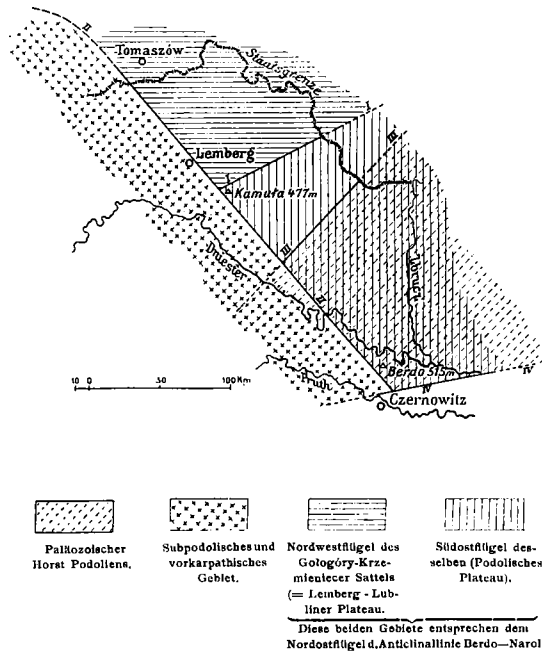 II
Tomaszów
Staatsgrenze
I
III
Lemberg
I
Kamuła 477m
III
Dniester
II
Zbrucz
10 0 50 100 Km
Pruth
Berdo 515m
IV
IV
Czernowitz
Paläozoischer
Horst Podoliens.
Subpodolisches und
vorkarpathisches
Gebiet.
Nordwestflügel des
Gołogóry-Krze-
mieniecer Sattels
(= Lemberg - Lub-
liner Plateau.
Südostflügel des-
selben (Podolisches
Plateau).
Diese beiden Gebiete entsprechen dem
Nordostflügel d. Anticlinallinie Berdo—Narol